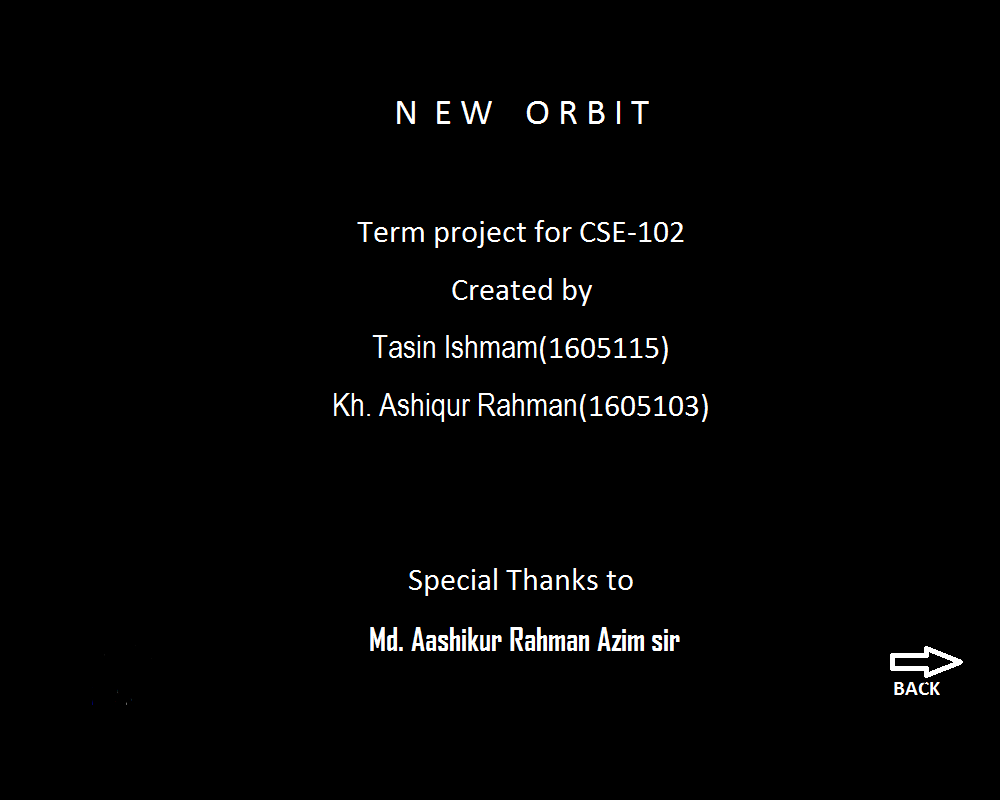 N E W O R B I T
Term project for CSE-102
Created by
Tasin Ishmam(1605115)
Kh. Ashiqur Rahman(1605103)
Special Thanks to
Md. Aashikur Rahman Azim sir
BACK